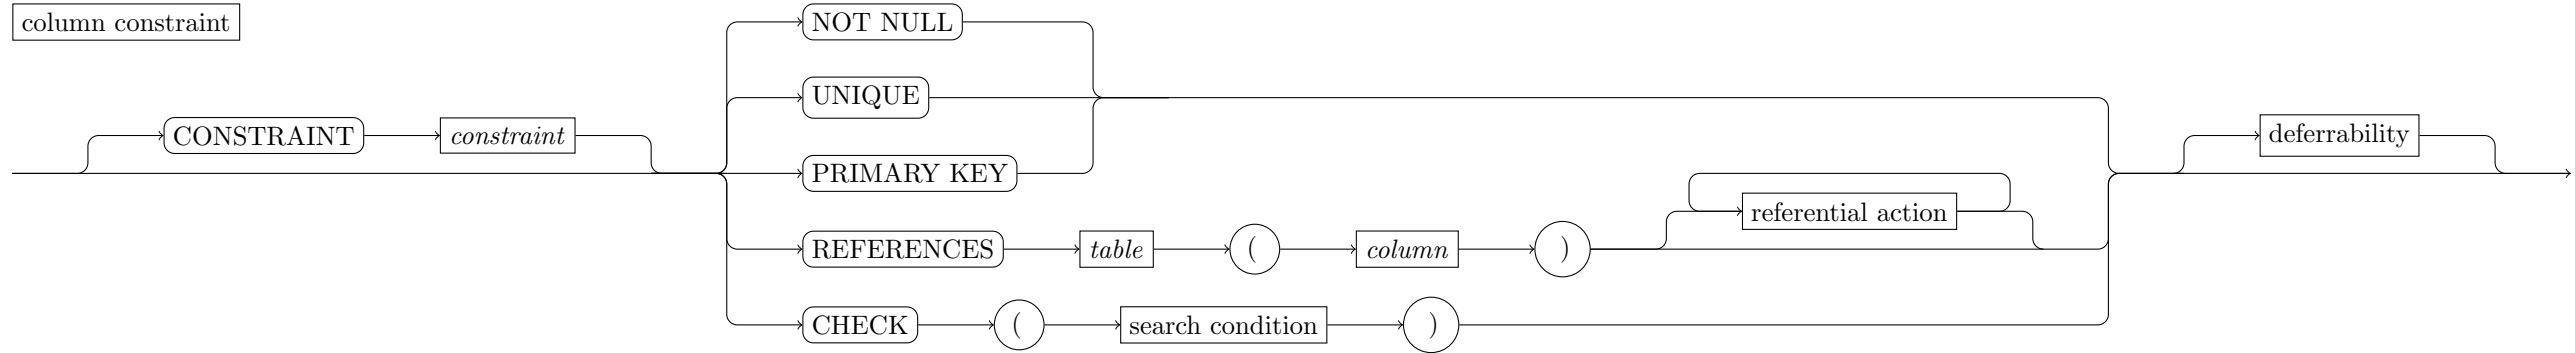 column constraint
NOT NULL
UNIQUE
CONSTRAINT constraint
deferrability
PRIMARY KEY
referential action
REFERENCES table ( column )
CHECK ( search condition )